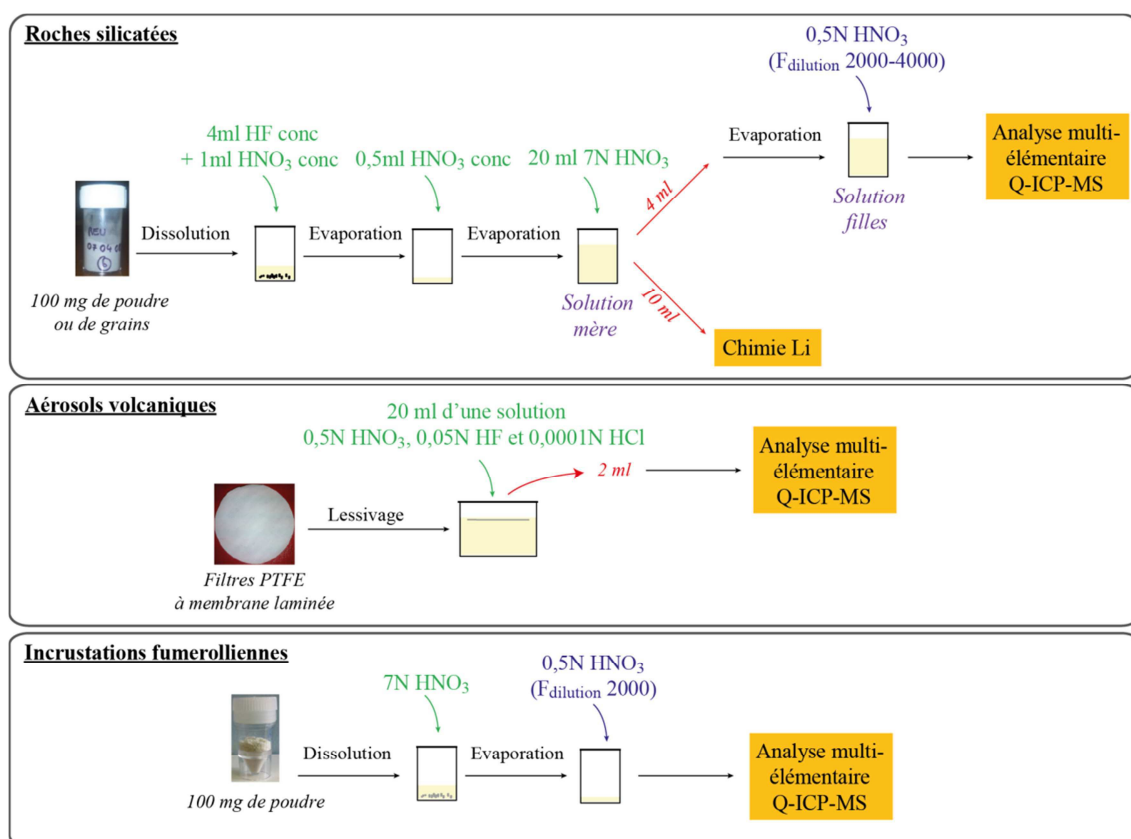 Roches silicatées
0,5N HNO₃
(F_dilution 2000-4000)
4ml HF conc
+ 1ml HNO₃ conc
0,5ml HNO₃ conc
20 ml 7N HNO₃
Dissolution
Evaporation
Evaporation
4 ml
10 ml
Evaporation
Analyse multi-
élémentaire
Q-ICP-MS
Solution
filles
100 mg de poudre
ou de grains
Solution
mère
Chimie Li
Aérosols volcaniques
20 ml d'une solution
0,5N HNO₃, 0,05N HF et 0,0001N HCl
2 ml
Analyse multi-
élémentaire
Q-ICP-MS
Lessivage
Filtres PTFE
à membrane laminée
Incrustations fumerolliennes
7N HNO₃
0,5N HNO₃
(F_dilution 2000)
Dissolution
Evaporation
Analyse multi-
élémentaire
Q-ICP-MS
100 mg de poudre